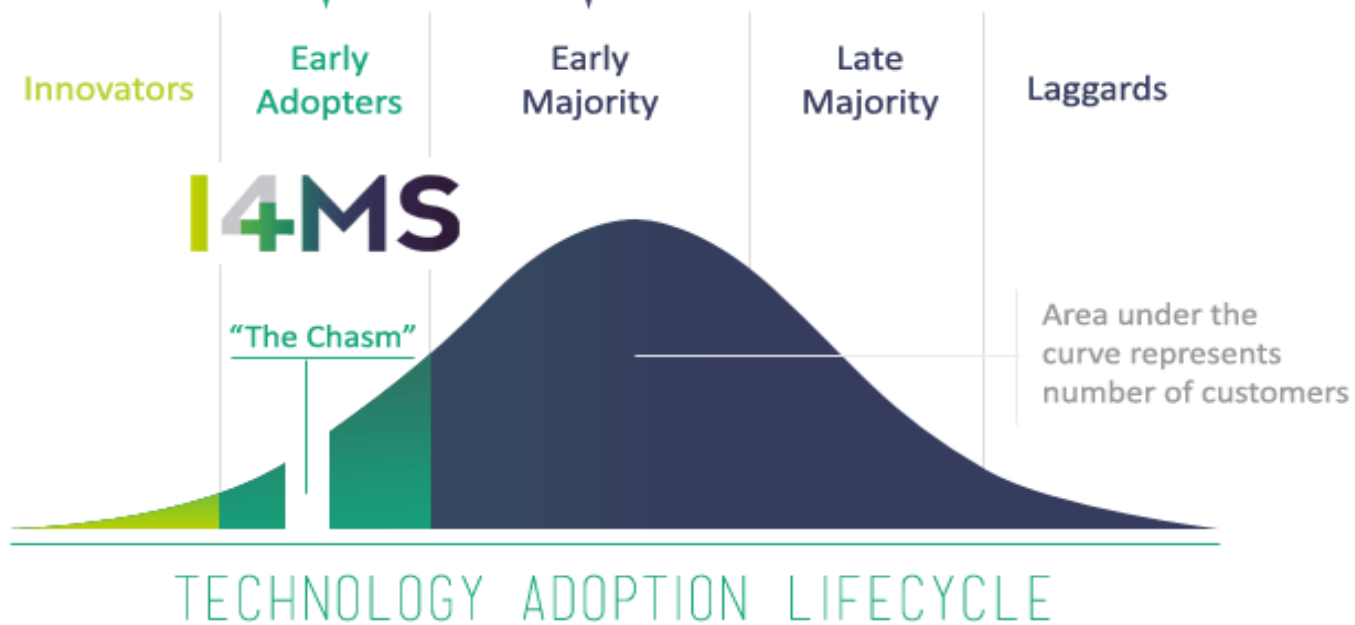 Innovators
Early
Adopters
Early
Majority
Late
Majority
Laggards
I4MS
“The Chasm”
Area under the
curve represents
number of customers
TECHNOLOGY ADOPTION LIFECYCLE